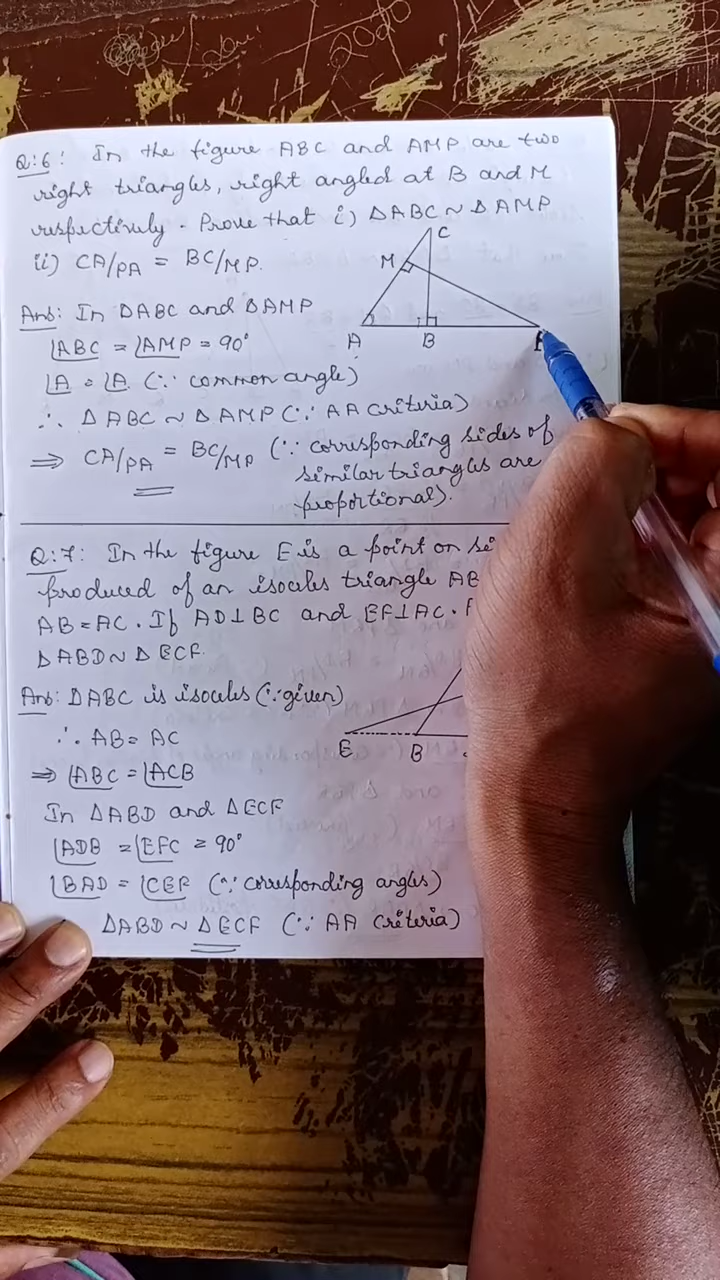 Q:6: In the figure ABC and AMP are two
right triangles, right angled at B and M
respectively. Prove that i) ΔABC ~ ΔAMP
ii) CA/PA = BC/MP.
C
M
A
B
Ans: In ΔABC and ΔAMP
∠ABC = ∠AMP = 90°
∠A = ∠A (∵ common angle)
∴ ΔABC ~ ΔAMP (∵ AA criteria)
⇒ CA/PA = BC/MP (∵ corrisponding sides of
similar triangles are
proportional).
Q:7: In the figure E is a point on
produced of an isoceles triangle AB
AB = AC. If AD⊥BC and EF⊥AC.
ΔABD ~ ΔECF.
Ans: ΔABC is isoceles (∵ given)
∴ AB = AC
E
B
⇒ ∠ABC = ∠ACB
In ΔABD and ΔECF
∠ADB = ∠EFC = 90°
∠BAD = ∠CEF (∵ corrisponding angles)
ΔABD ~ ΔECF (∵ AA criteria)